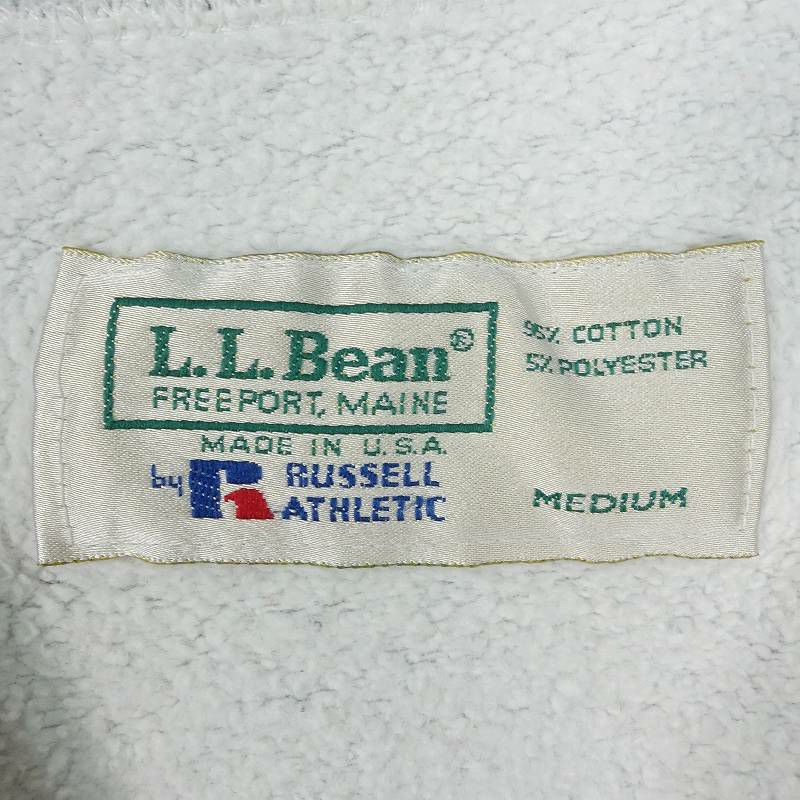 L.L.Bean®
FREEPORT, MAINE
MADE IN U.S.A.
by RUSSELL
ATHLETIC
95% COTTON
5% POLYESTER
MEDIUM